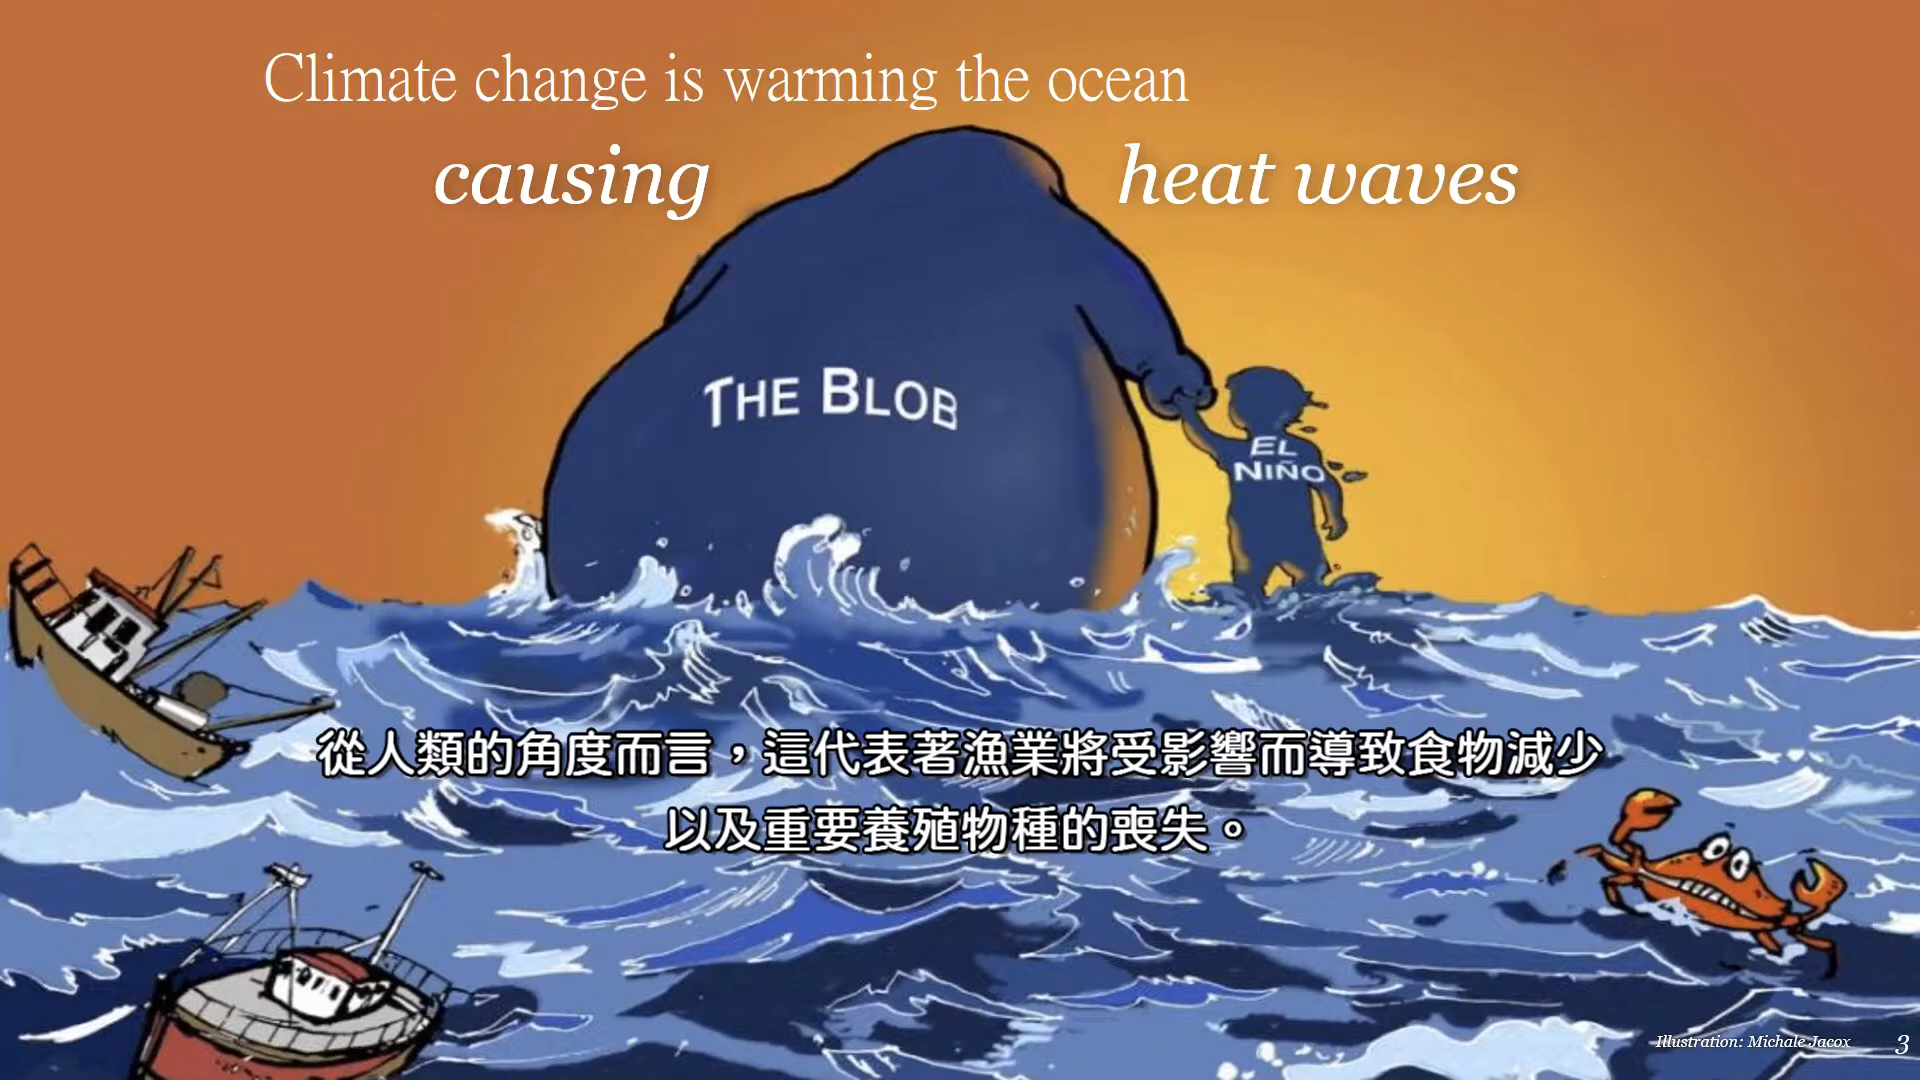 Climate change is warming the ocean
causing heat waves
THE BLOB
EL
NIÑO
從人類的角度而言，這代表著漁業將受影響而導致食物減少
以及重要養殖物種的喪失。
Illustration: Michale Jacox
3